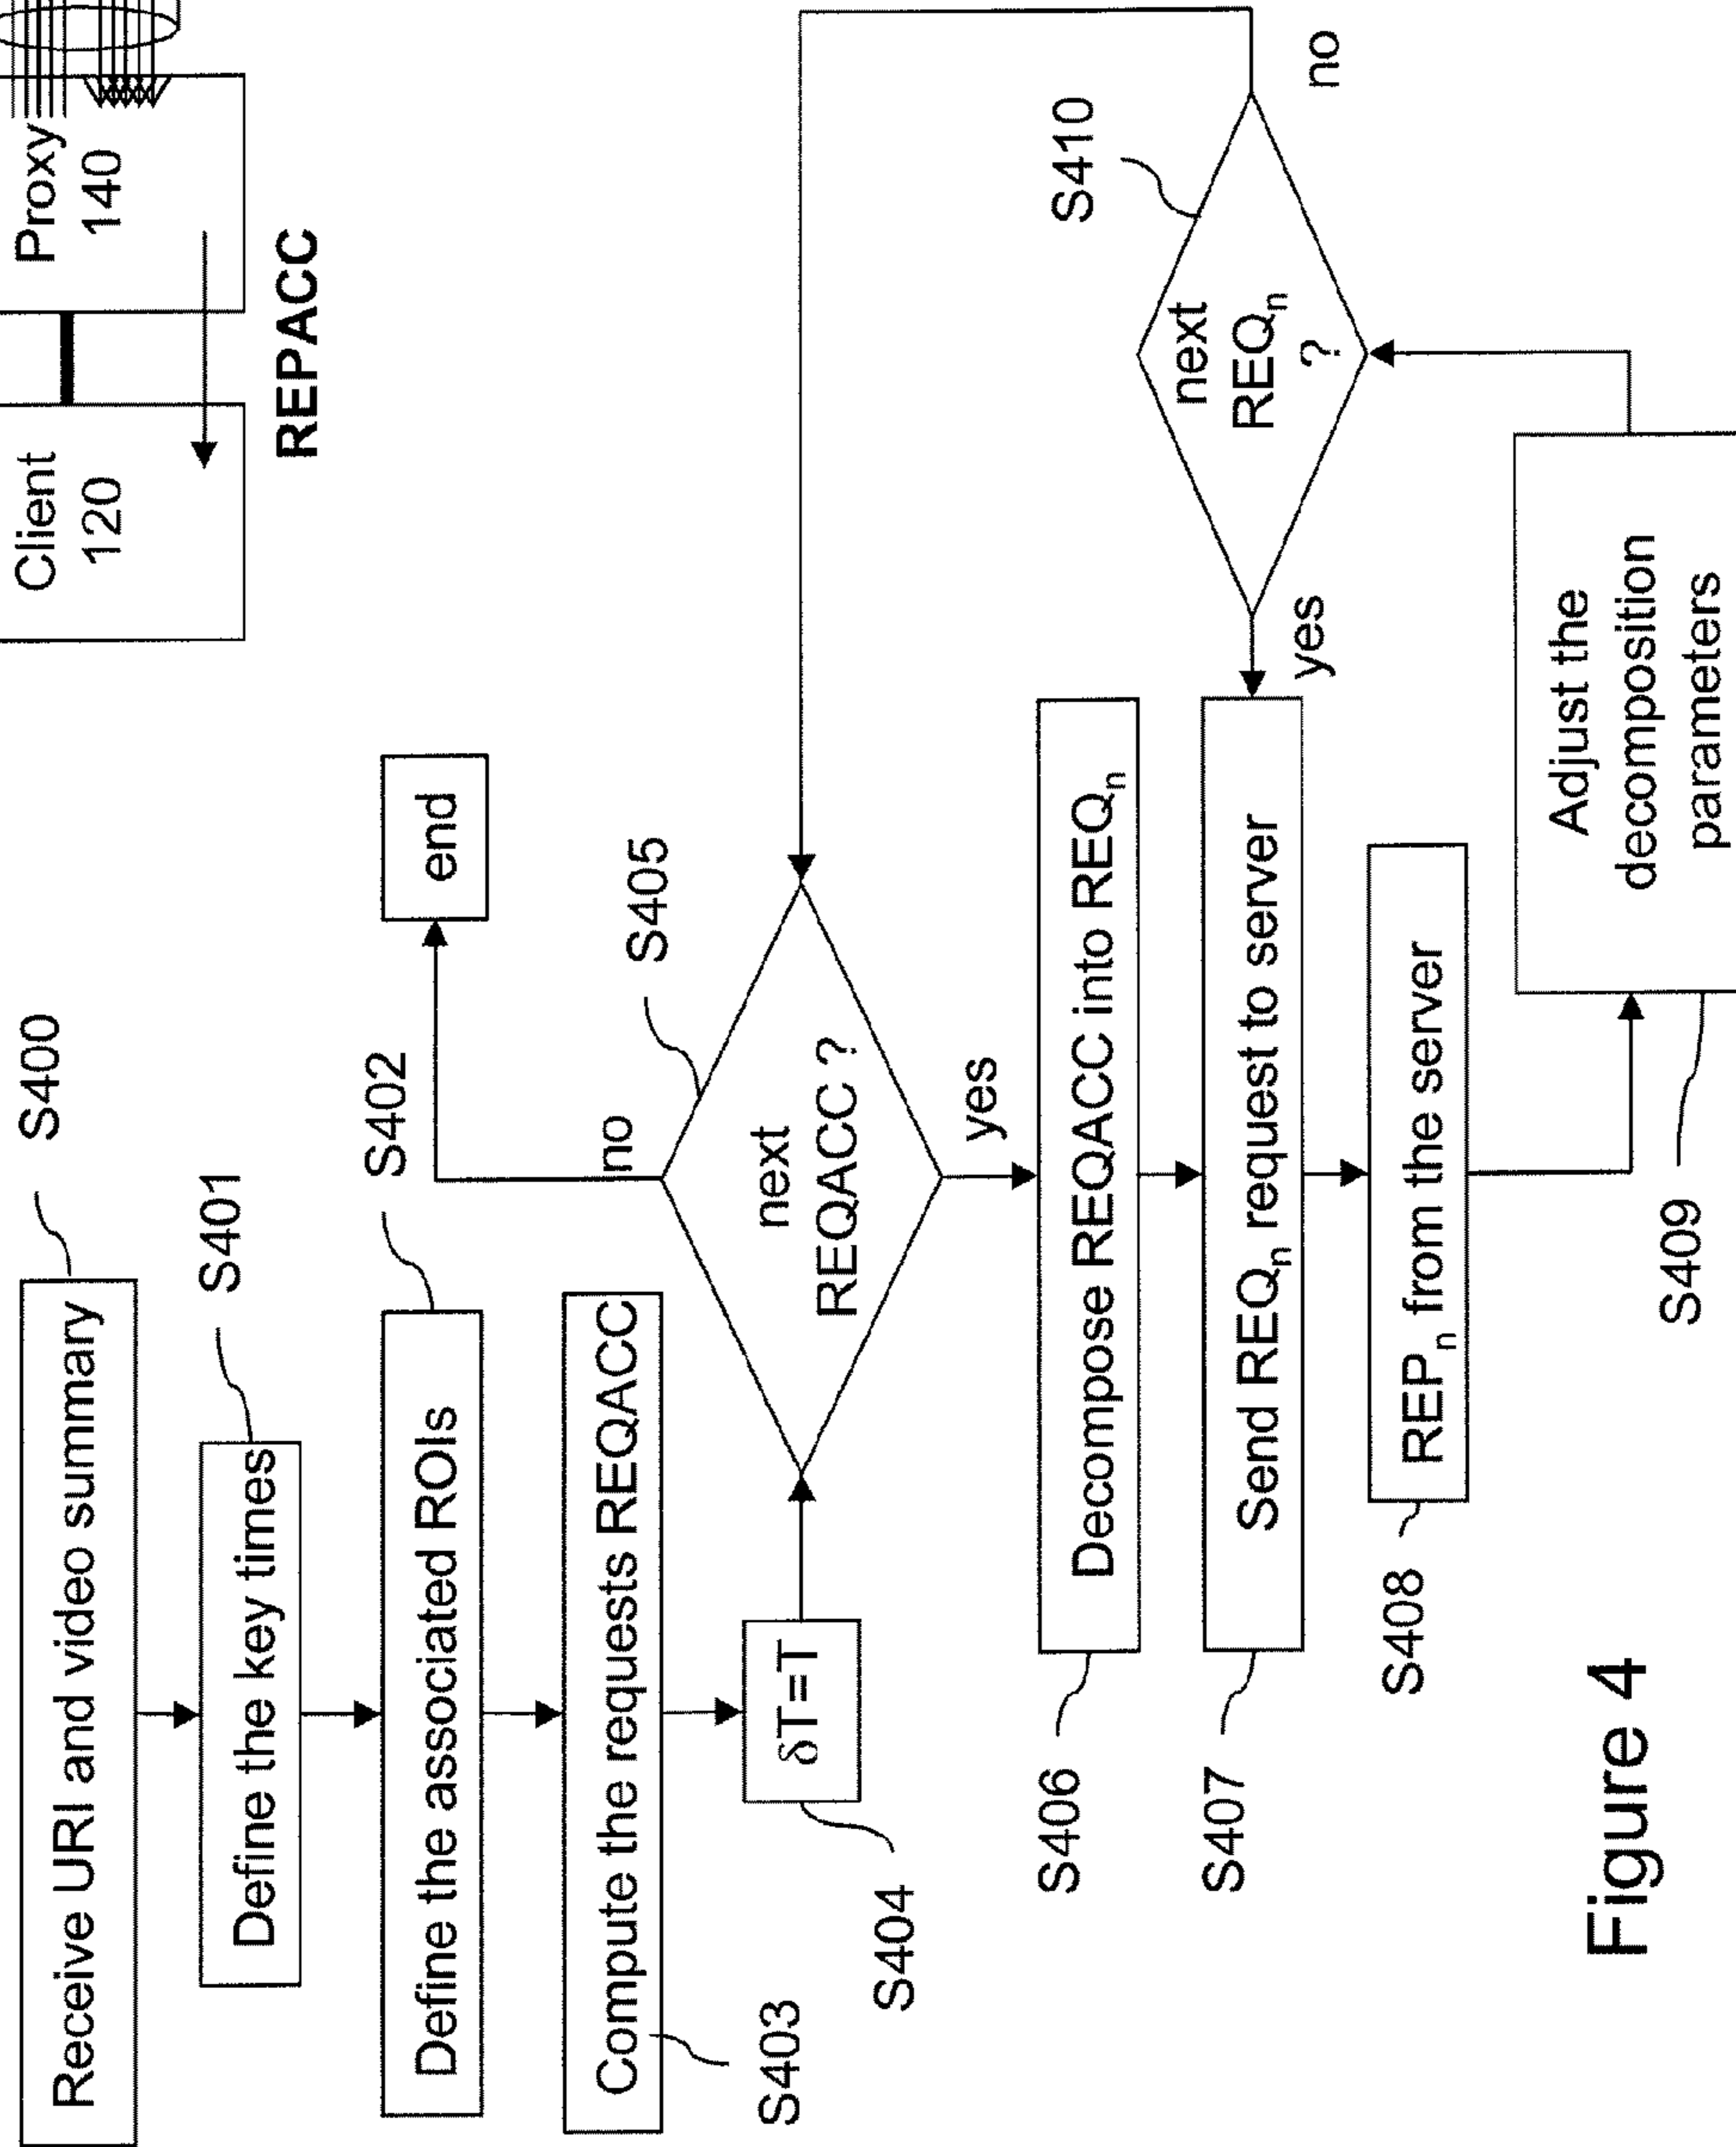 Client
120
Proxy
140
REPACC
Receive URI and video summary
S400
Define the key times
S401
Define the associated ROIs
S402
Compute the requests REQACC
S403
δT=T
S404
next
REQACC ?
S405
no
end
yes
Decompose REQACC into REQn
S406
Send REQn request to server
S407
REPn from the server
S408
Adjust the
decomposition
parameters
S409
next
REQn
?
S410
yes
no
Figure 4